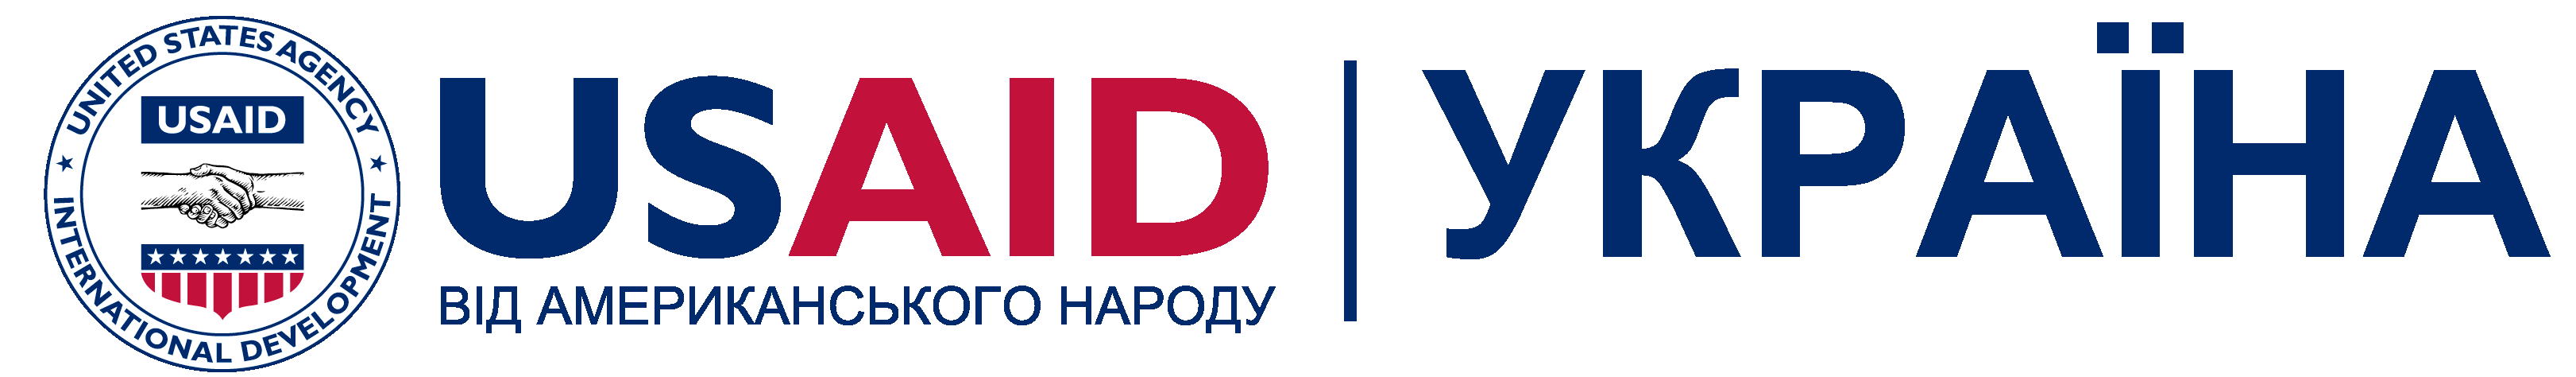 UNITED STATES AGENCY
INTERNATIONAL DEVELOPMENT
USAID
USAID
ВІД АМЕРИКАНСЬКОГО НАРОДУ
УКРАЇНА